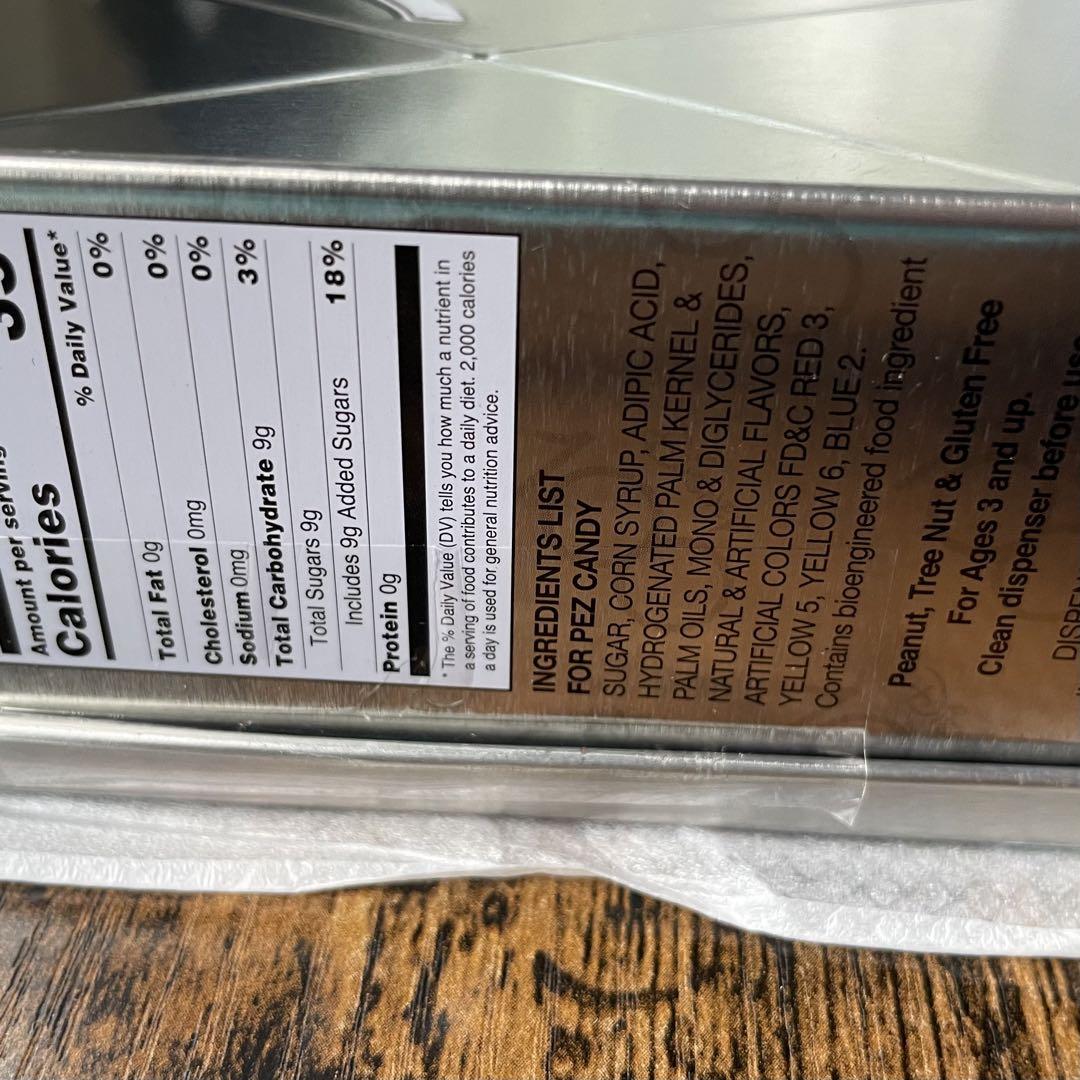 Amount per serving
Calories
% Daily Value*
Total Fat 0g 0%
Cholesterol 0mg 0%
Sodium 0mg 0%
Total Carbohydrate 9g 3%
Total Sugars 9g
Includes 9g Added Sugars 18%
Protein 0g
* The % Daily Value (DV) tells you how much a nutrient in
a serving of food contributes to a daily diet. 2,000 calories
a day is used for general nutrition advice.
INGREDIENTS LIST
FOR PEZ CANDY
SUGAR, CORN SYRUP, ADIPIC ACID,
HYDROGENATED PALM KERNEL &
PALM OILS, MONO & DIGLYCERIDES,
NATURAL & ARTIFICIAL FLAVORS,
ARTIFICIAL COLORS FD&C RED 3,
YELLOW 5, YELLOW 6, BLUE 2.
Contains bioengineered food ingredient
Peanut, Tree Nut & Gluten Free
For Ages 3 and up.
Clean dispenser before use